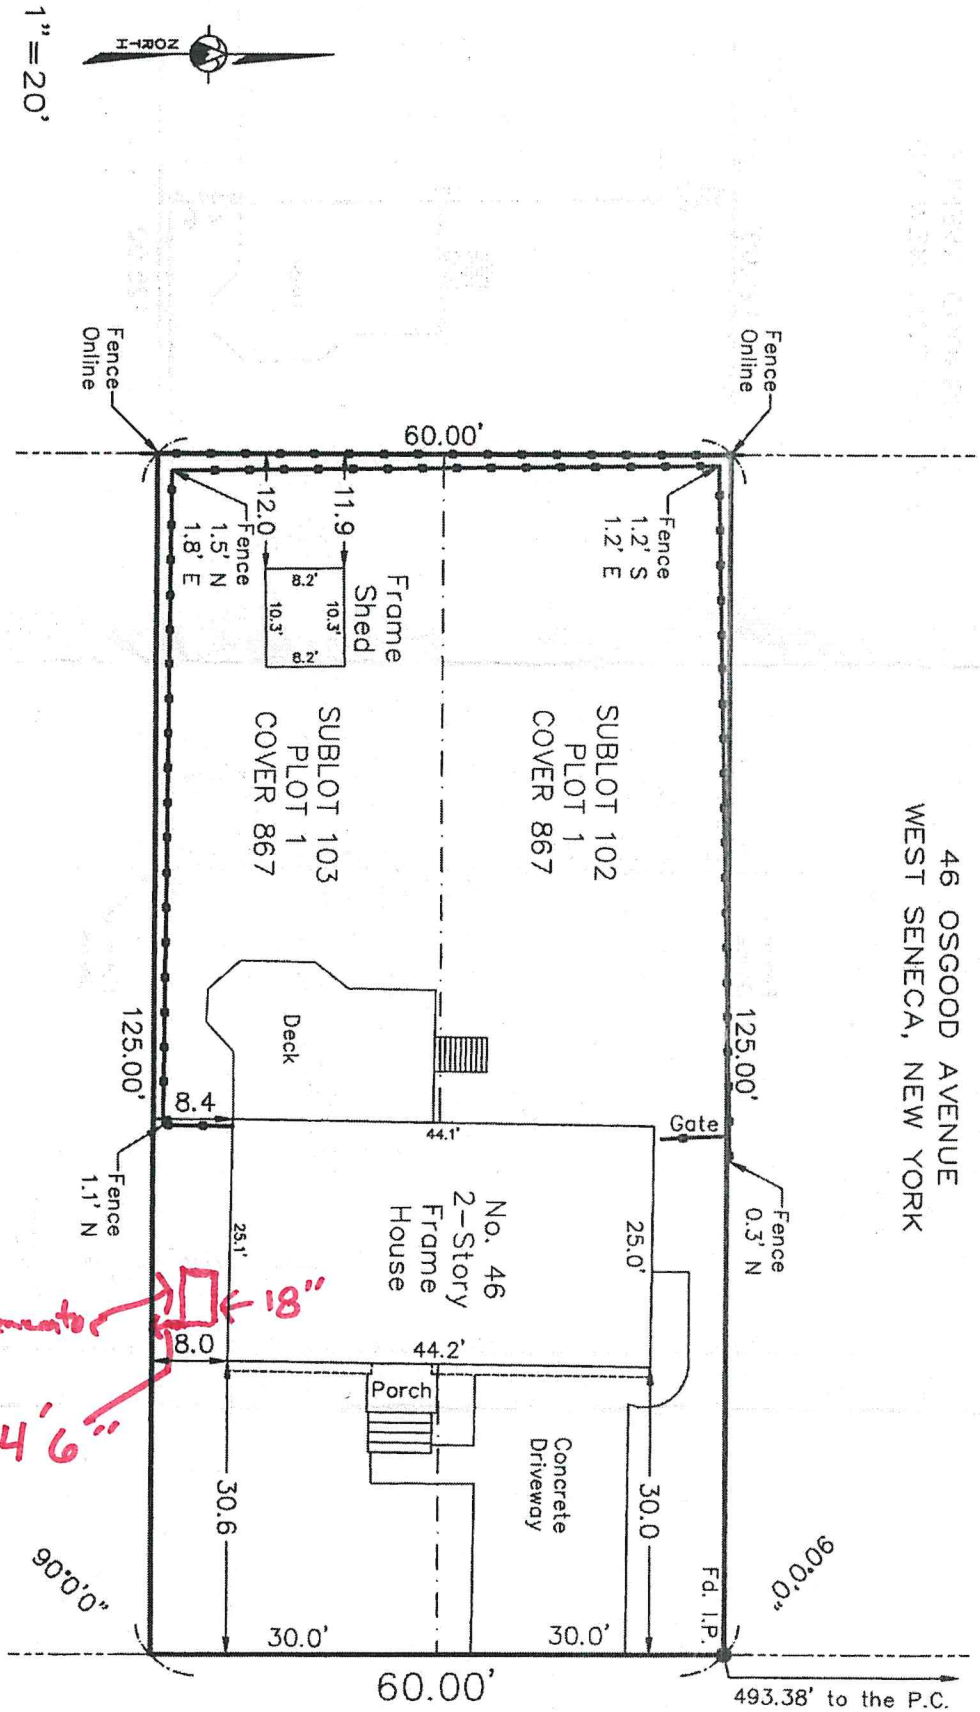 46 OSGOOD AVENUE
WEST SENECA, NEW YORK
1"=20'
NORTH
Fence
Online
Fence
Online
60.00'
Fence
1.2' S
1.2' E
11.9
12.0
Fence
1.5' N
1.8' E
Frame
Shed
8.2'
10.3'
10.3'
8.2'
SUBLOT 102
PLOT 1
COVER 867
SUBLOT 103
PLOT 1
COVER 867
125.00'
125.00'
Deck
8.4
44.1'
Gate
Fence
0.3' N
Fence
1.1' N
25.0'
25.1'
No. 46
2-Story
Frame
House
18"
8.0
44.2'
4'6"
Porch
Concrete
Driveway
30.0
30.6
90°0'0"
90°0'0"
Fd. I.P.
30.0'
30.0'
60.00'
493.38' to the P.C.